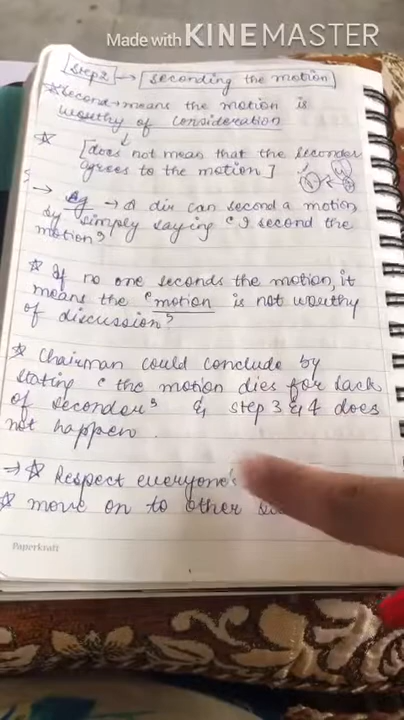 Made with KINEMASTER
[Step2] → [seconding the motion]
☆ Second → means the motion is
worthy of consideration
☆ [does not mean that the seconder
agrees to the motion]
→ eg → A dir can second a motion
by simply saying "I second the
motion"
☆ If no one seconds the motion, it
means the "motion is not worthy
of discussion"
☆ Chairman could conclude by
stating "the motion dies for lack
of seconder" & step 3 & 4 does
not happen.
→ ☆ Respect everyone's
☆ move on to other
Paperkraft